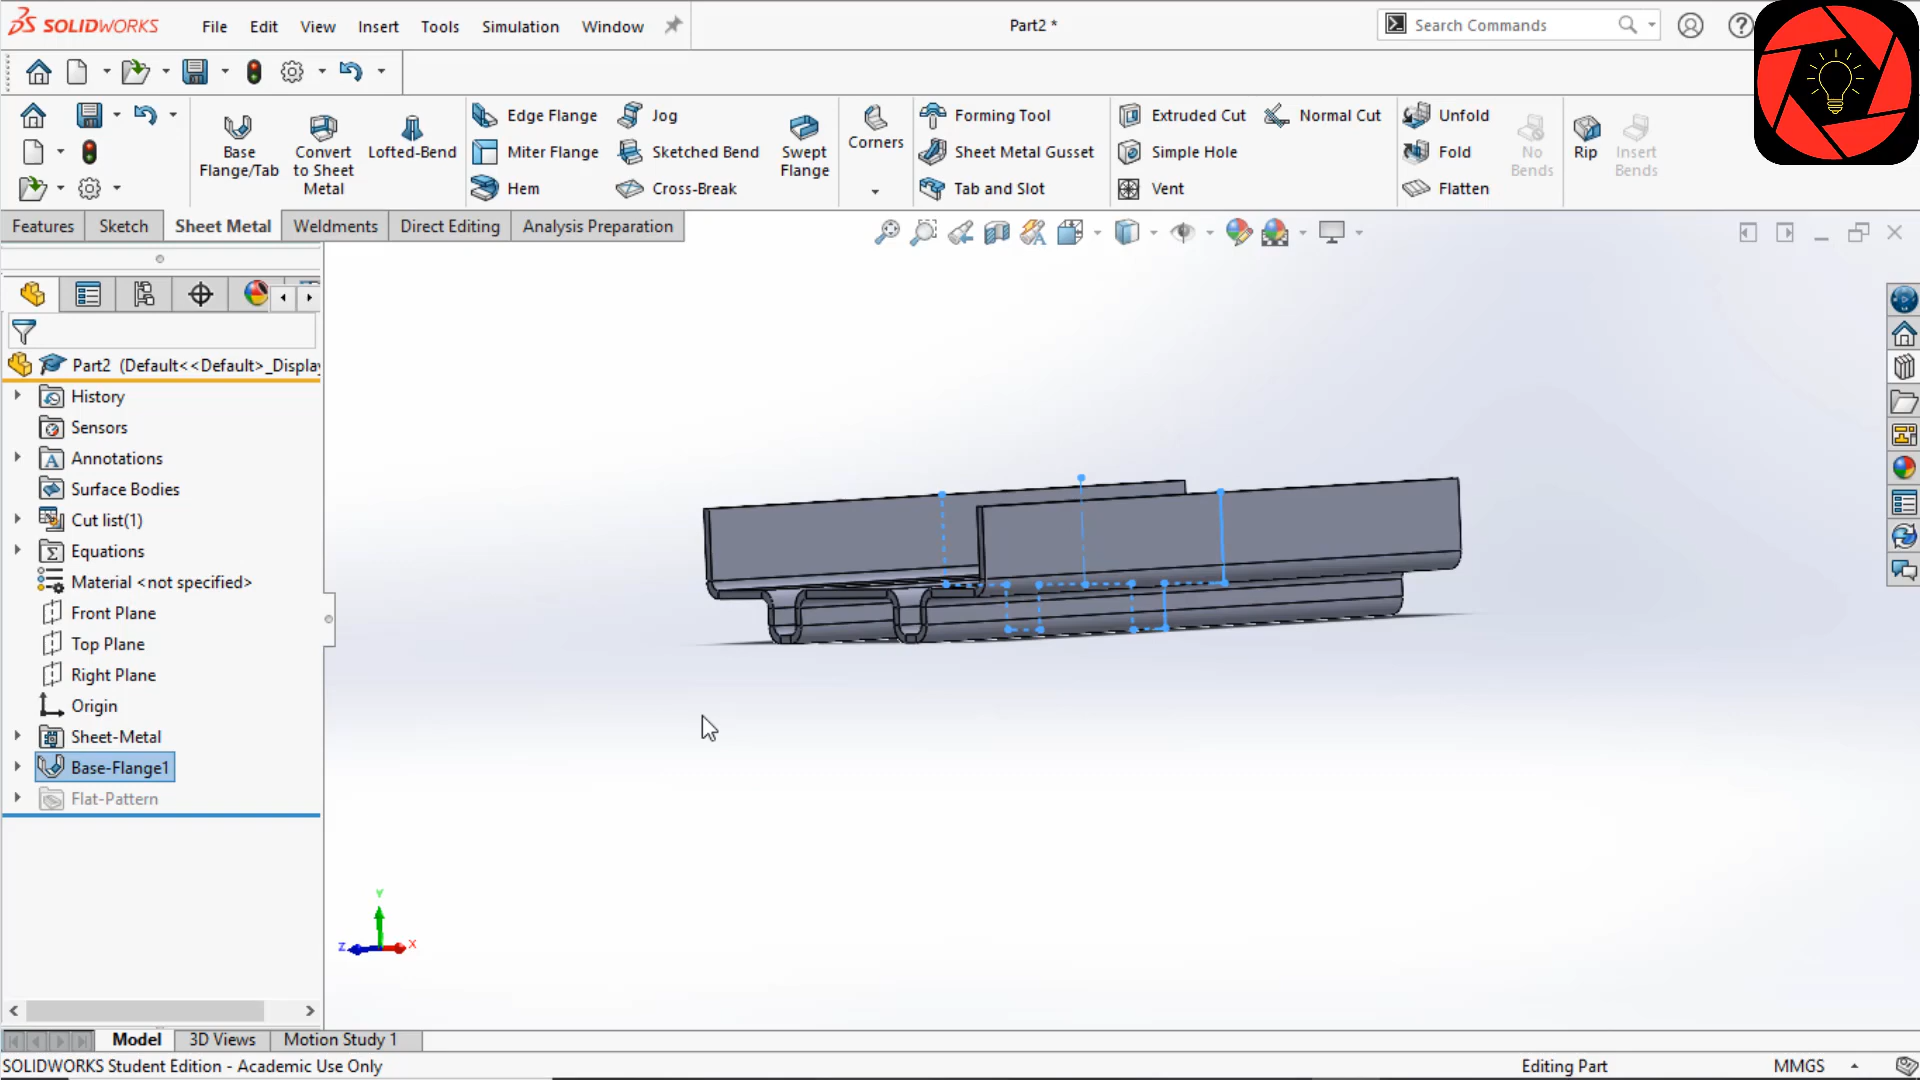 SOLIDWORKS File Edit View Insert Tools Simulation Window Part2 * Search Commands
Base Flange/Tab
Convert to Sheet Metal
Lofted-Bend
Edge Flange
Miter Flange
Hem
Jog
Sketched Bend
Cross-Break
Swept Flange
Corners
Forming Tool
Sheet Metal Gusset
Tab and Slot
Extruded Cut
Simple Hole
Vent
Normal Cut
Unfold
Fold
Flatten
No Bends
Rip
Insert Bends
Features Sketch Sheet Metal Weldments Direct Editing Analysis Preparation
Part2 (Default<<Default>_Display
History
Sensors
Annotations
Surface Bodies
Cut list(1)
Equations
Material <not specified>
Front Plane
Top Plane
Right Plane
Origin
Sheet-Metal
Base-Flange1
Flat-Pattern
Y
Z X
Model 3D Views Motion Study 1
SOLIDWORKS Student Edition - Academic Use Only Editing Part MMGS